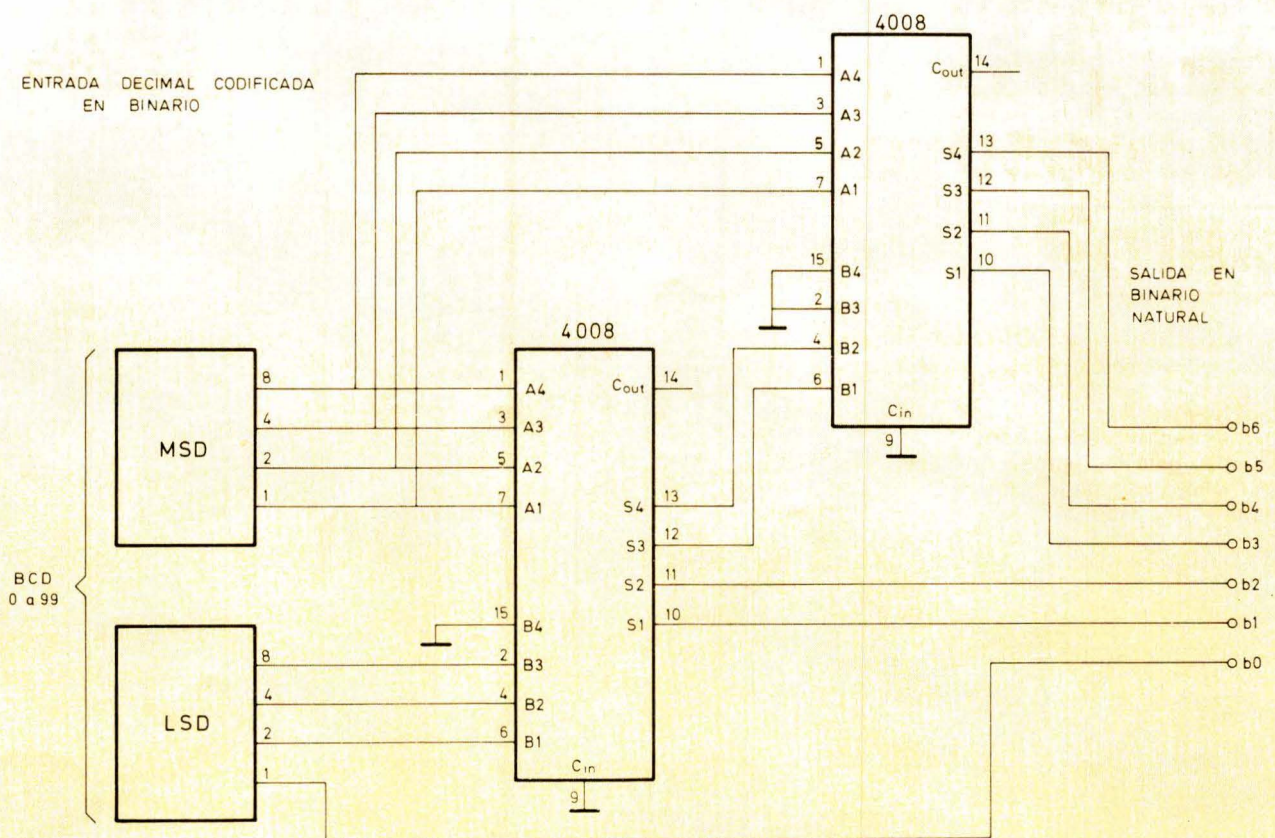 ENTRADA DECIMAL CODIFICADA
EN BINARIO
4008
1 A4
3 A3
5 A2
7 A1
15 B4
2 B3
4 B2
6 B1
Cout 14
S4 13
S3 12
S2 11
S1 10
Cin
9
SALIDA EN
BINARIO
NATURAL
BCD
0 a 99
MSD
8
4
2
1
LSD
8
4
2
1
4008
1 A4
3 A3
5 A2
7 A1
15 B4
2 B3
4 B2
6 B1
Cout 14
S4 13
S3 12
S2 11
S1 10
Cin
9
b6
b5
b4
b3
b2
b1
b0